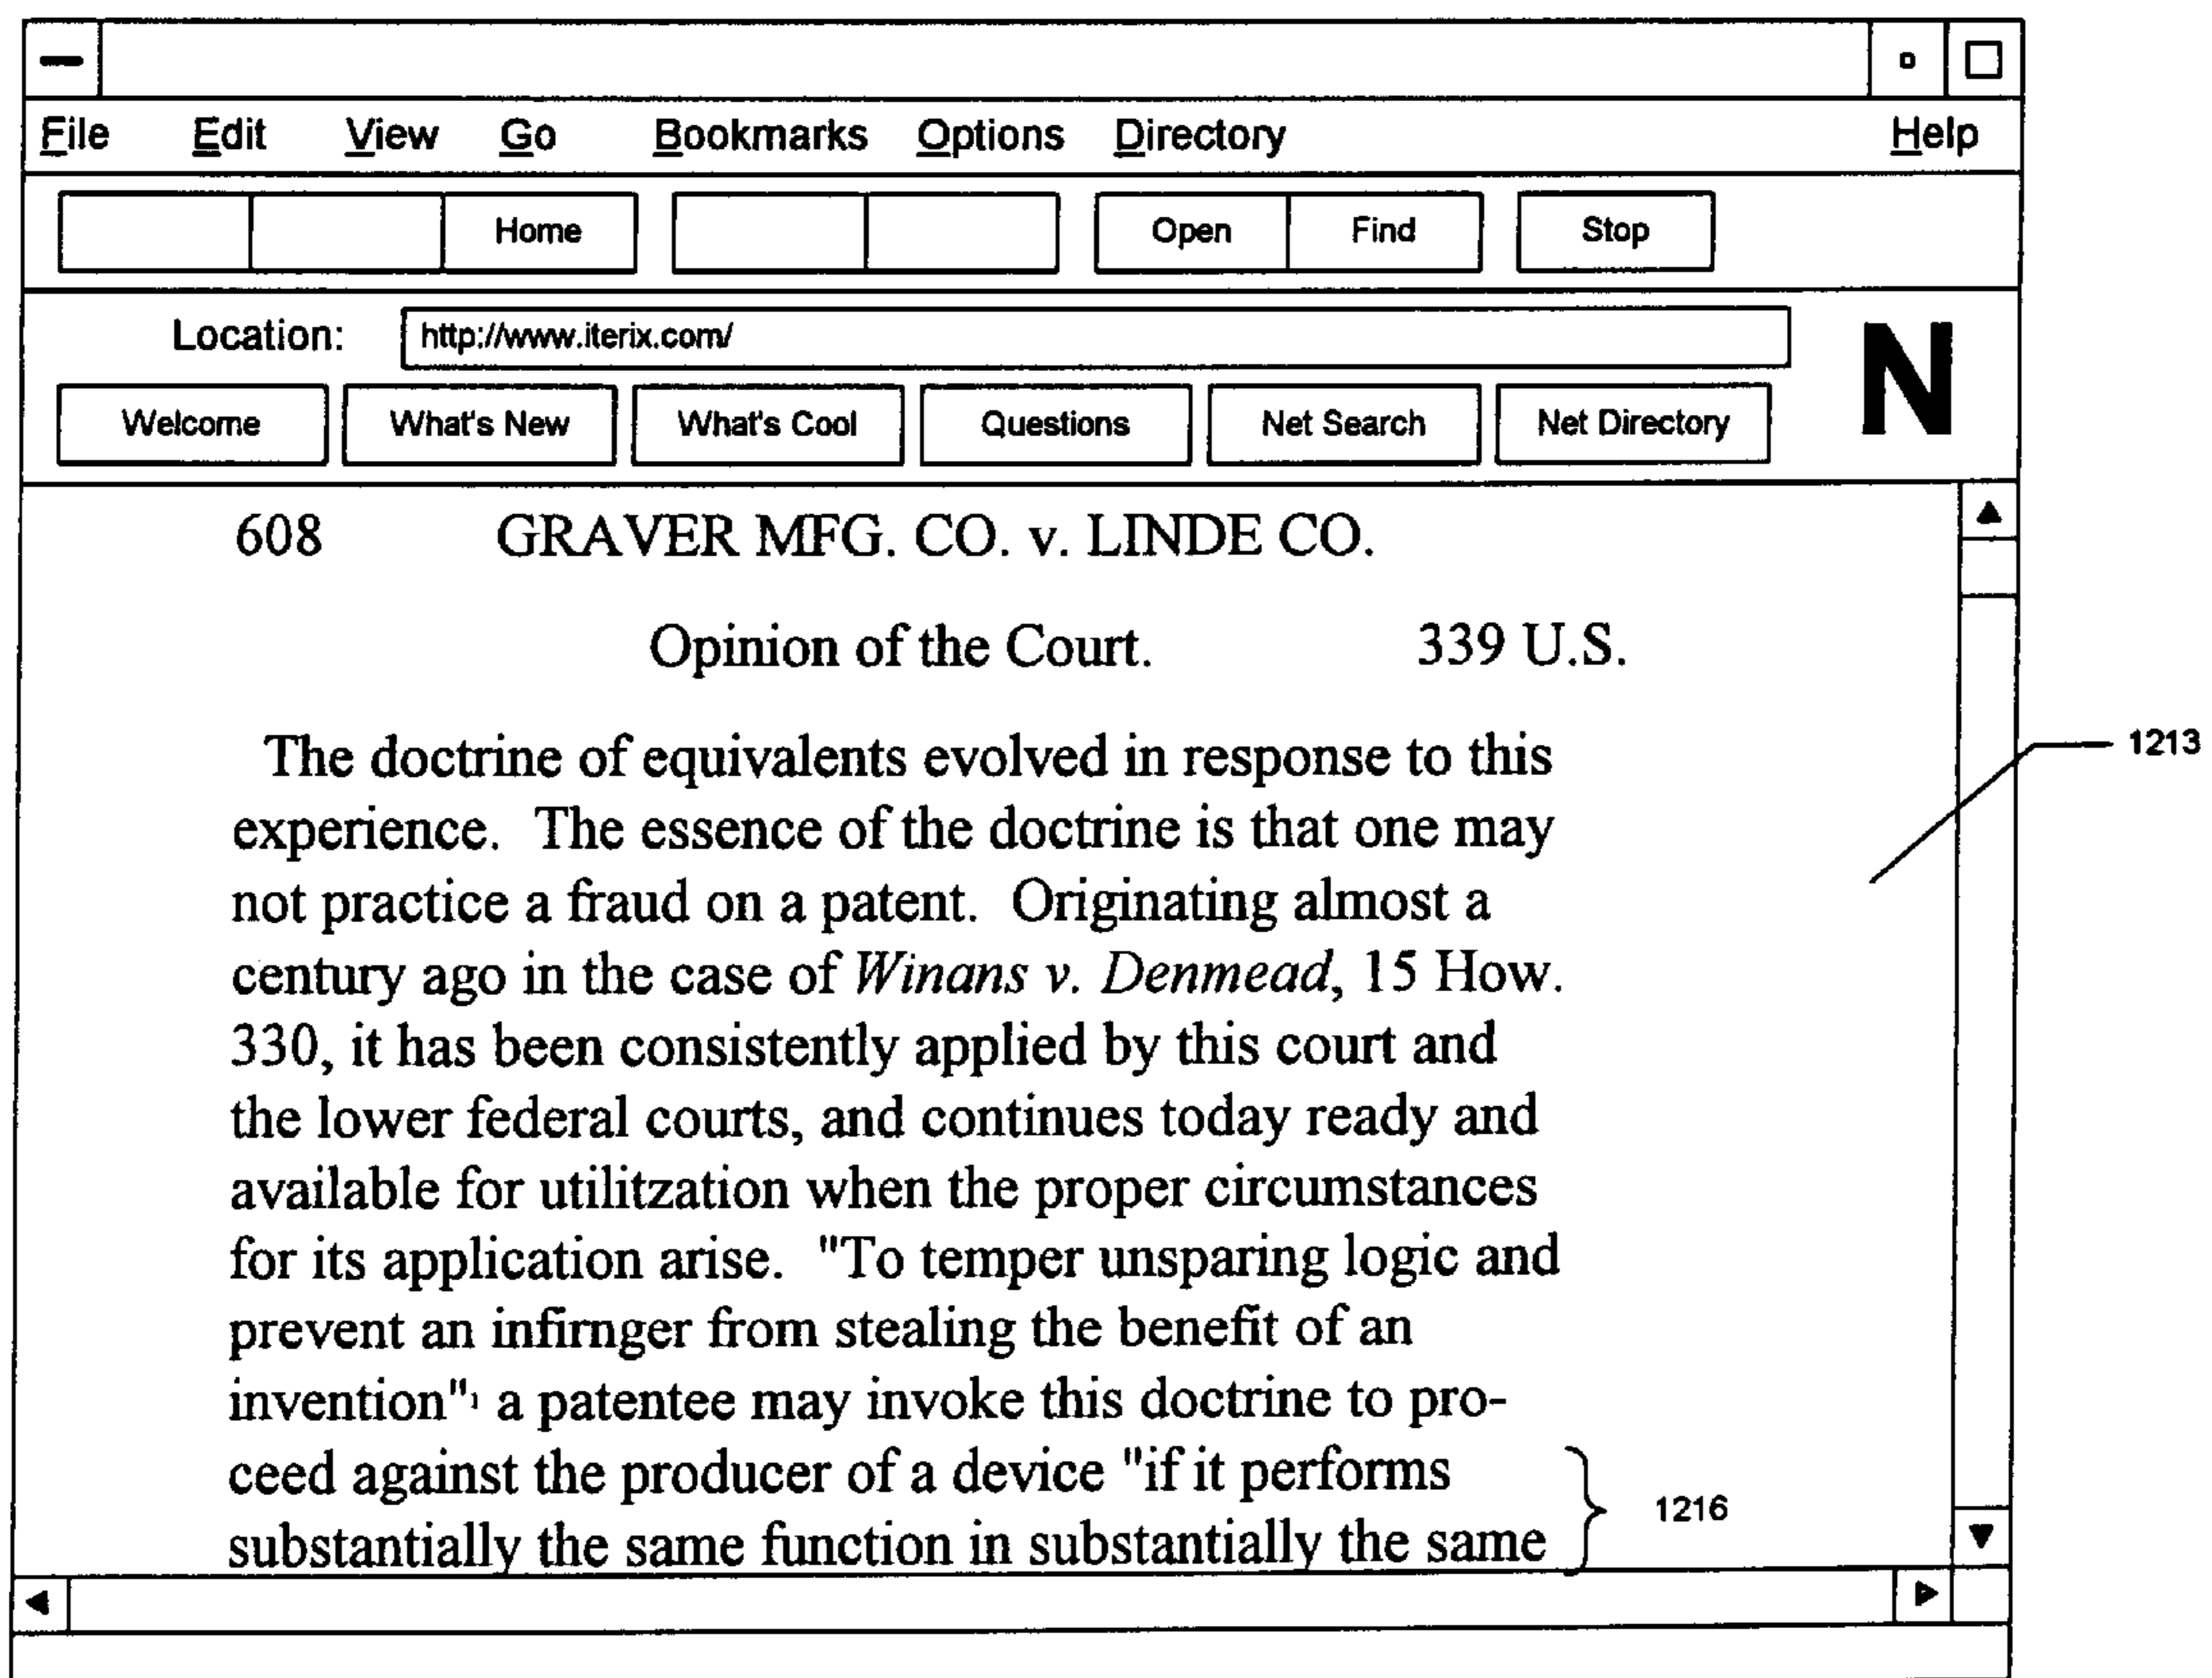 File Edit View Go Bookmarks Options Directory Help
Home Open Find Stop
Location: http://www.iterix.com/
N
Welcome What's New What's Cool Questions Net Search Net Directory
608 GRAVER MFG. CO. v. LINDE CO.
Opinion of the Court. 339 U.S.
The doctrine of equivalents evolved in response to this
1213
experience. The essence of the doctrine is that one may
not practice a fraud on a patent. Originating almost a
century ago in the case of Winans v. Denmead, 15 How.
330, it has been consistently applied by this court and
the lower federal courts, and continues today ready and
available for utilitzation when the proper circumstances
for its application arise. "To temper unsparing logic and
prevent an infirnger from stealing the benefit of an
invention"¹ a patentee may invoke this doctrine to pro-
ceed against the producer of a device "if it performs
1216
substantially the same function in substantially the same